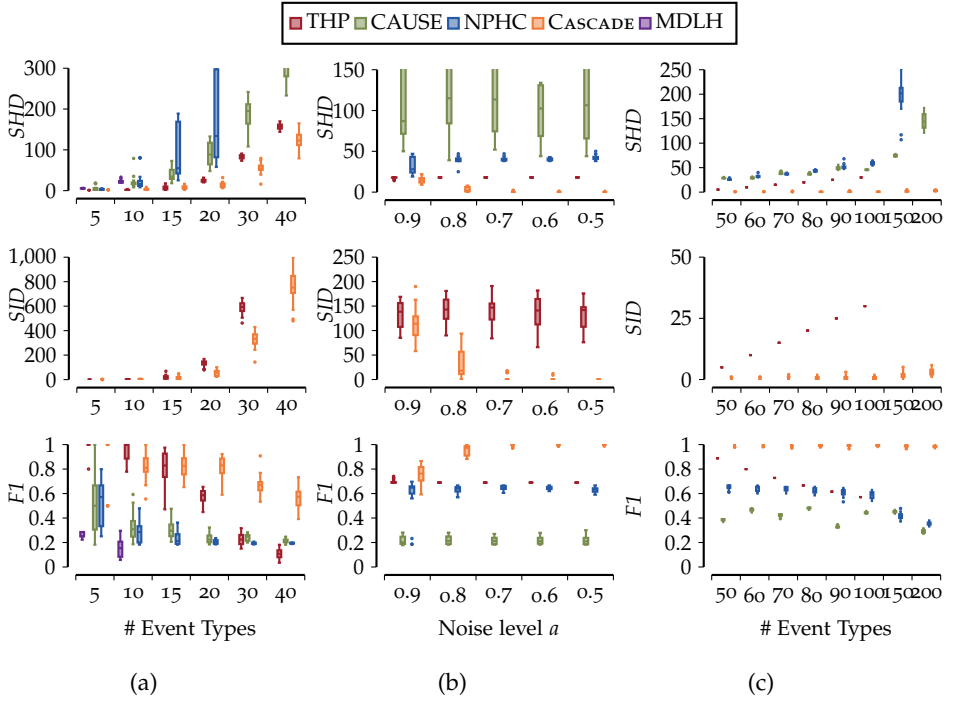 THP CAUSE NPHC CASCADE MDLH
300
200
100
0
SHD
5 10 15 20 30 40
150
100
50
0
SHD
0.9 0.8 0.7 0.6 0.5
250
200
150
100
50
0
SHD
50 60 70 80 90 100 150 200
1,000
800
600
400
200
0
SID
5 10 15 20 30 40
250
200
150
100
50
0
SID
0.9 0.8 0.7 0.6 0.5
50
25
0
SID
50 60 70 80 90 100 150 200
1
0.8
0.6
0.4
0.2
0
F1
5 10 15 20 30 40
# Event Types
1
0.8
0.6
0.4
0.2
0
F1
0.9 0.8 0.7 0.6 0.5
Noise level a
1
0.8
0.6
0.4
0.2
0
F1
50 60 70 80 90 100 150 200
# Event Types
(a) (b) (c)